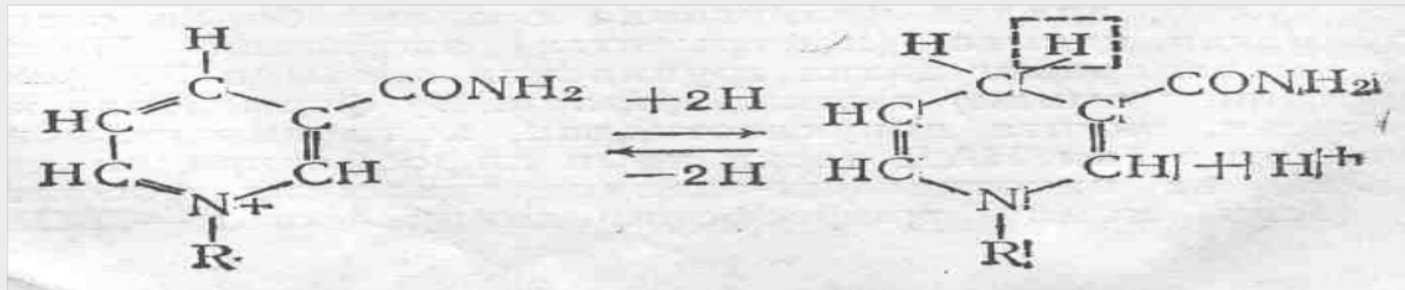 H H H
C CONH2 +2H C CONH2
HC C HC C
HC CH −2H HC CH + H+
N+ N
R R